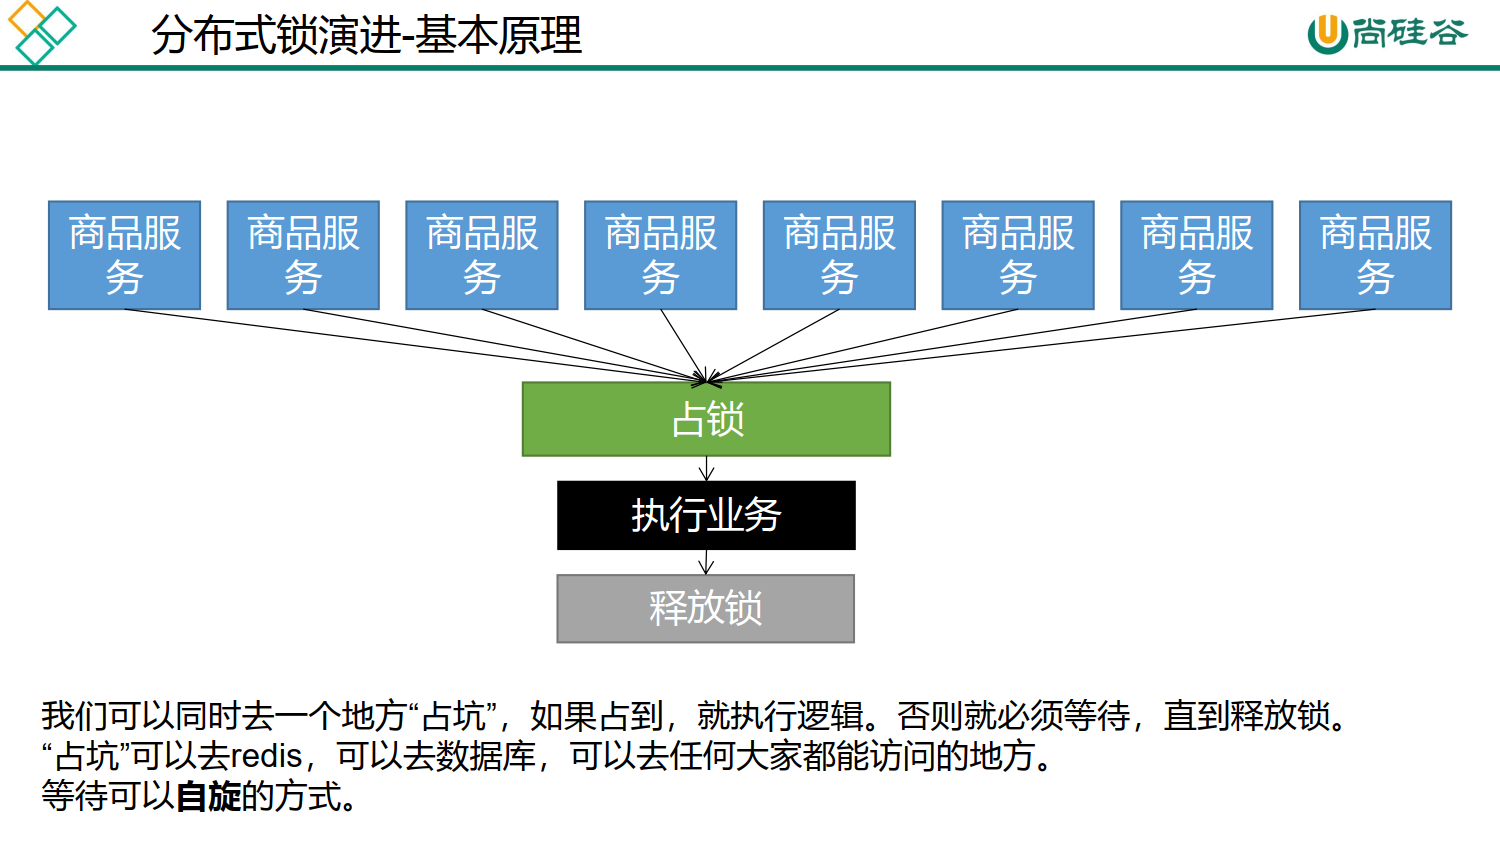 分布式锁演进-基本原理
尚硅谷
商品服
务
商品服
务
商品服
务
商品服
务
商品服
务
商品服
务
商品服
务
商品服
务
占锁
执行业务
释放锁
我们可以同时去一个地方“占坑”，如果占到，就执行逻辑。否则就必须等待，直到释放锁。
“占坑”可以去redis，可以去数据库，可以去任何大家都能访问的地方。
等待可以自旋的方式。